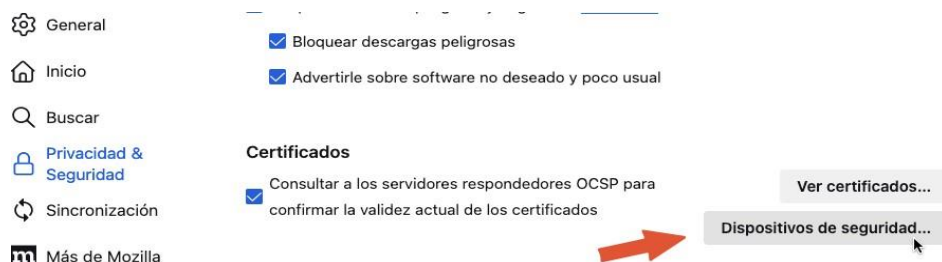 General
Inicio
Buscar
Privacidad &
Seguridad
Sincronización
Más de Mozilla
Bloquear descargas peligrosas
Advertirle sobre software no deseado y poco usual
Certificados
Consultar a los servidores respondedores OCSP para
confirmar la validez actual de los certificados
Ver certificados...
Dispositivos de seguridad...